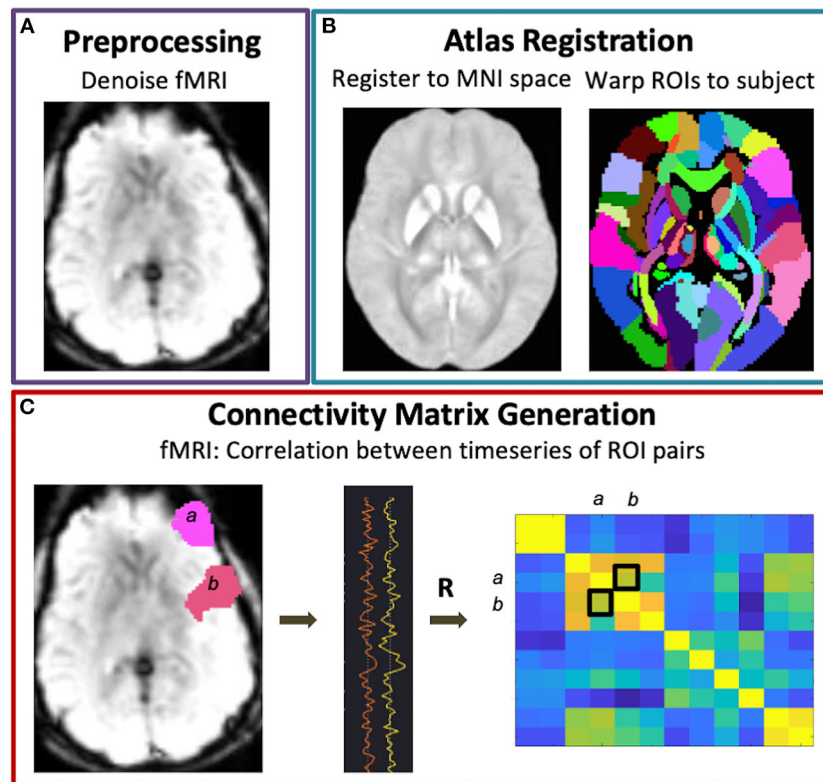 A
Preprocessing
Denoise fMRI
B
Atlas Registration
Register to MNI space
Warp ROIs to subject
C
Connectivity Matrix Generation
fMRI: Correlation between timeseries of ROI pairs
a
b
R
a b
a
b